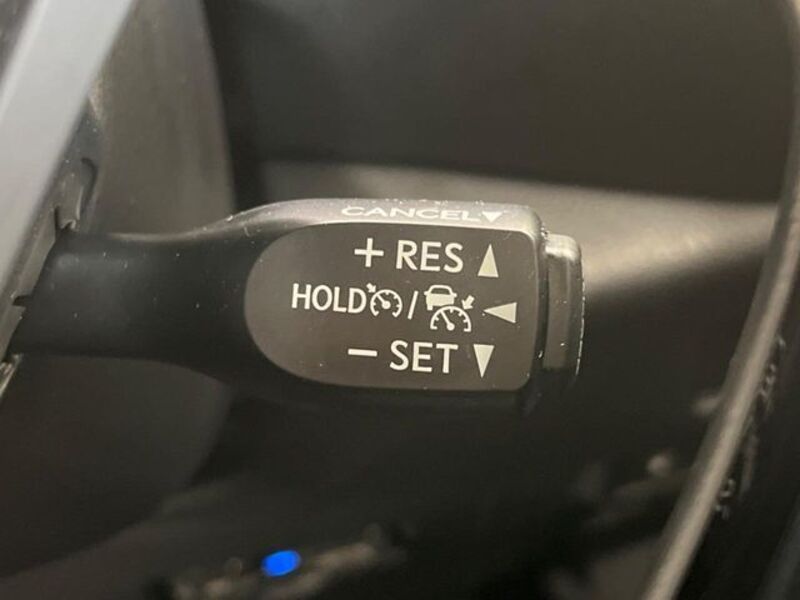 CANCEL▼
+ RES ▲
HOLD / ◀
− SET ▼